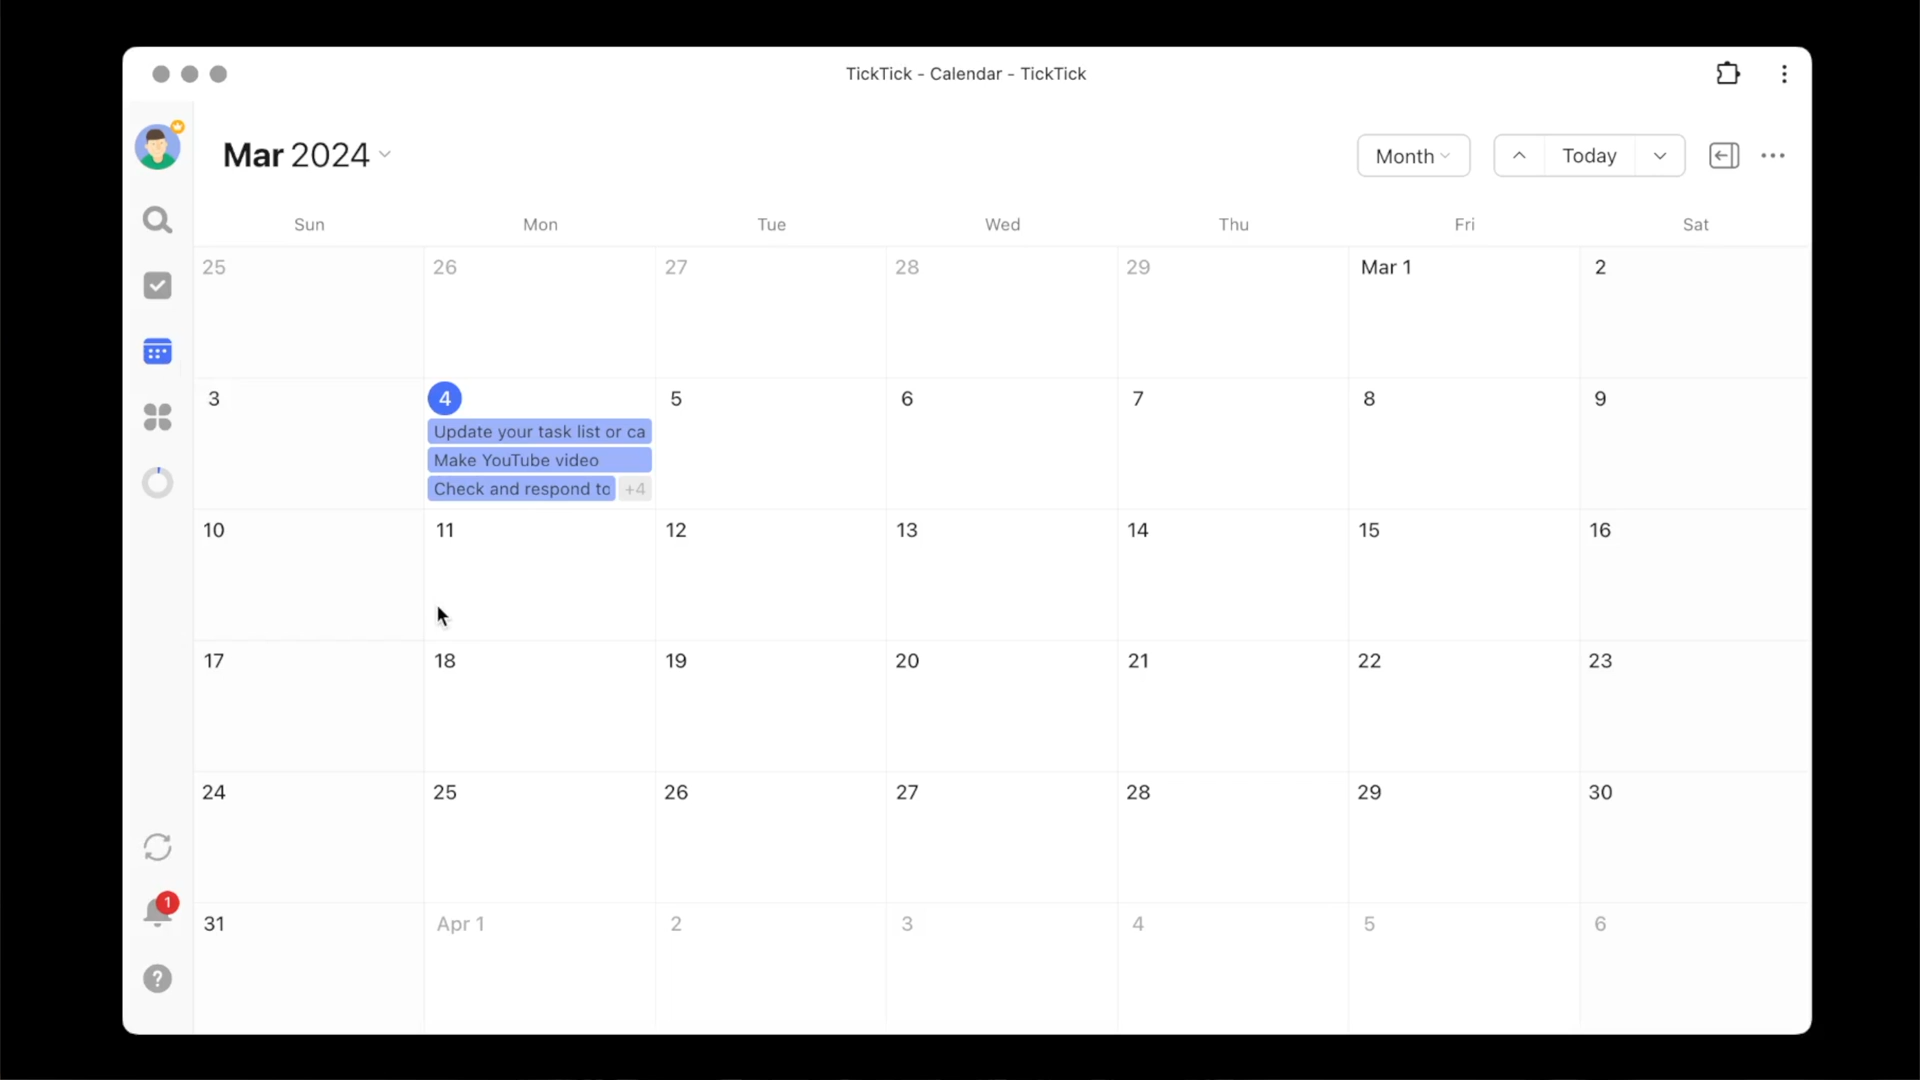 TickTick - Calendar - TickTick
Mar 2024
Month
Today
Sun Mon Tue Wed Thu Fri Sat
25 26 27 28 29 Mar 1 2
3 4 5 6 7 8 9
Update your task list or ca
Make YouTube video
Check and respond to +4
10 11 12 13 14 15 16
17 18 19 20 21 22 23
24 25 26 27 28 29 30
1
31 Apr 1 2 3 4 5 6
?